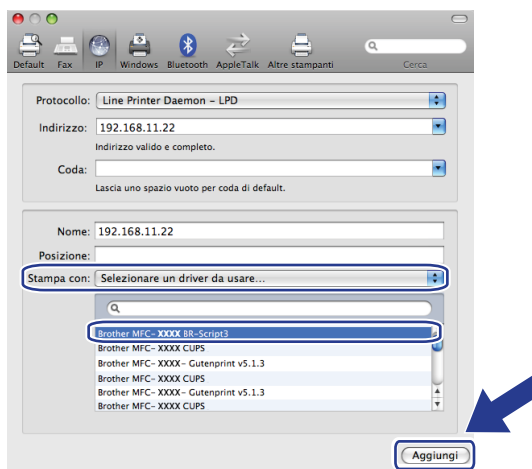 Default Fax IP Windows Bluetooth AppleTalk Altre stampanti Cerca
Protocollo: Line Printer Daemon – LPD
Indirizzo: 192.168.11.22
Indirizzo valido e completo.
Coda:
Lascia uno spazio vuoto per coda di default.
Nome: 192.168.11.22
Posizione:
Stampa con: Selezionare un driver da usare...
Brother MFC- XXXX BR-Script3
Brother MFC- XXXX CUPS
Brother MFC- XXXX- Gutenprint v5.1.3
Brother MFC- XXXX CUPS
Brother MFC- XXXX- Gutenprint v5.1.3
Brother MFC- XXXX CUPS
Aggiungi